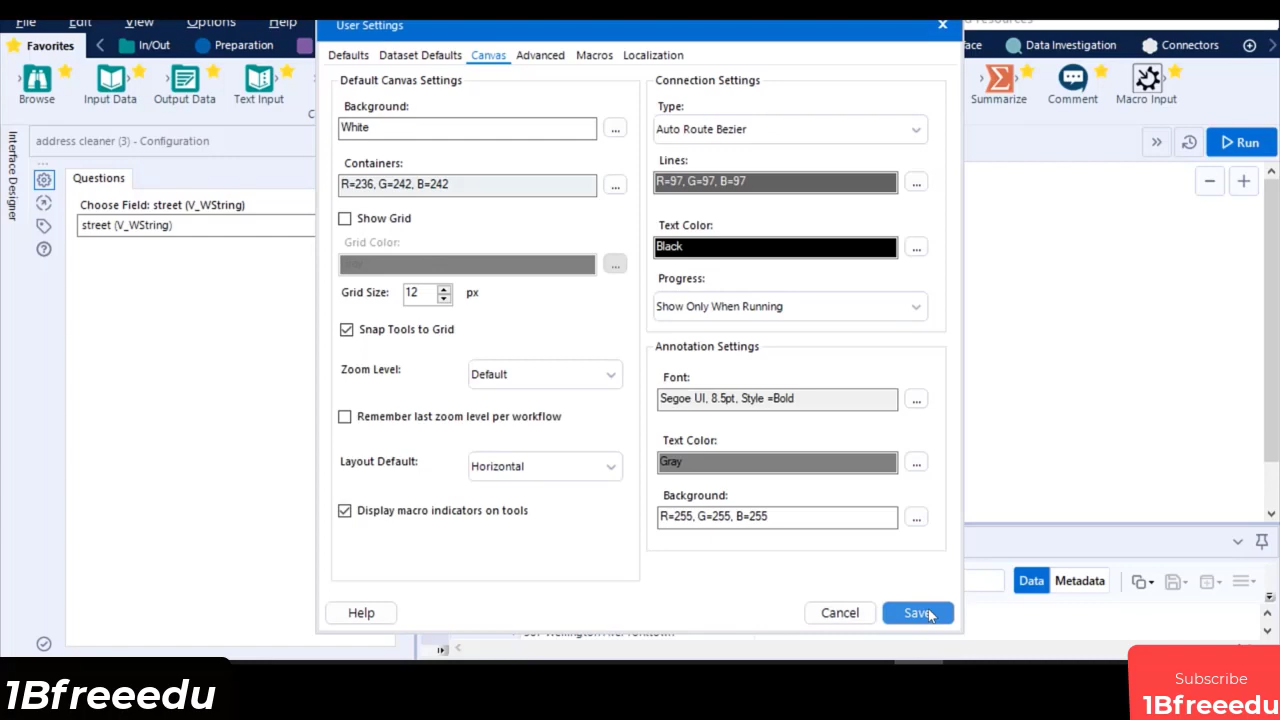 File Edit View Options Help
User Settings
Favorites In/Out Preparation
Data Investigation Connectors
Browse Input Data Output Data Text Input
Summarize Comment Macro Input
Defaults Dataset Defaults Canvas Advanced Macros Localization
address cleaner (3) - Configuration
Run
Interface Designer
Questions
Choose Field: street (V_WString)
street (V_WString)
Default Canvas Settings
Background:
White
...
Containers:
R=236, G=242, B=242
...
Show Grid
Grid Color:
...
Grid Size: 12 px
Snap Tools to Grid
Zoom Level: Default
Remember last zoom level per workflow
Layout Default: Horizontal
Display macro indicators on tools
Connection Settings
Type:
Auto Route Bezier
Lines:
R=97, G=97, B=97
...
Text Color:
Black
...
Progress:
Show Only When Running
Annotation Settings
Font:
Segoe UI, 8.5pt, Style =Bold
...
Text Color:
Gray
...
Background:
R=255, G=255, B=255
...
Help Cancel Save
Data Metadata
1Bfreeedu
Subscribe
1Bfreeedu